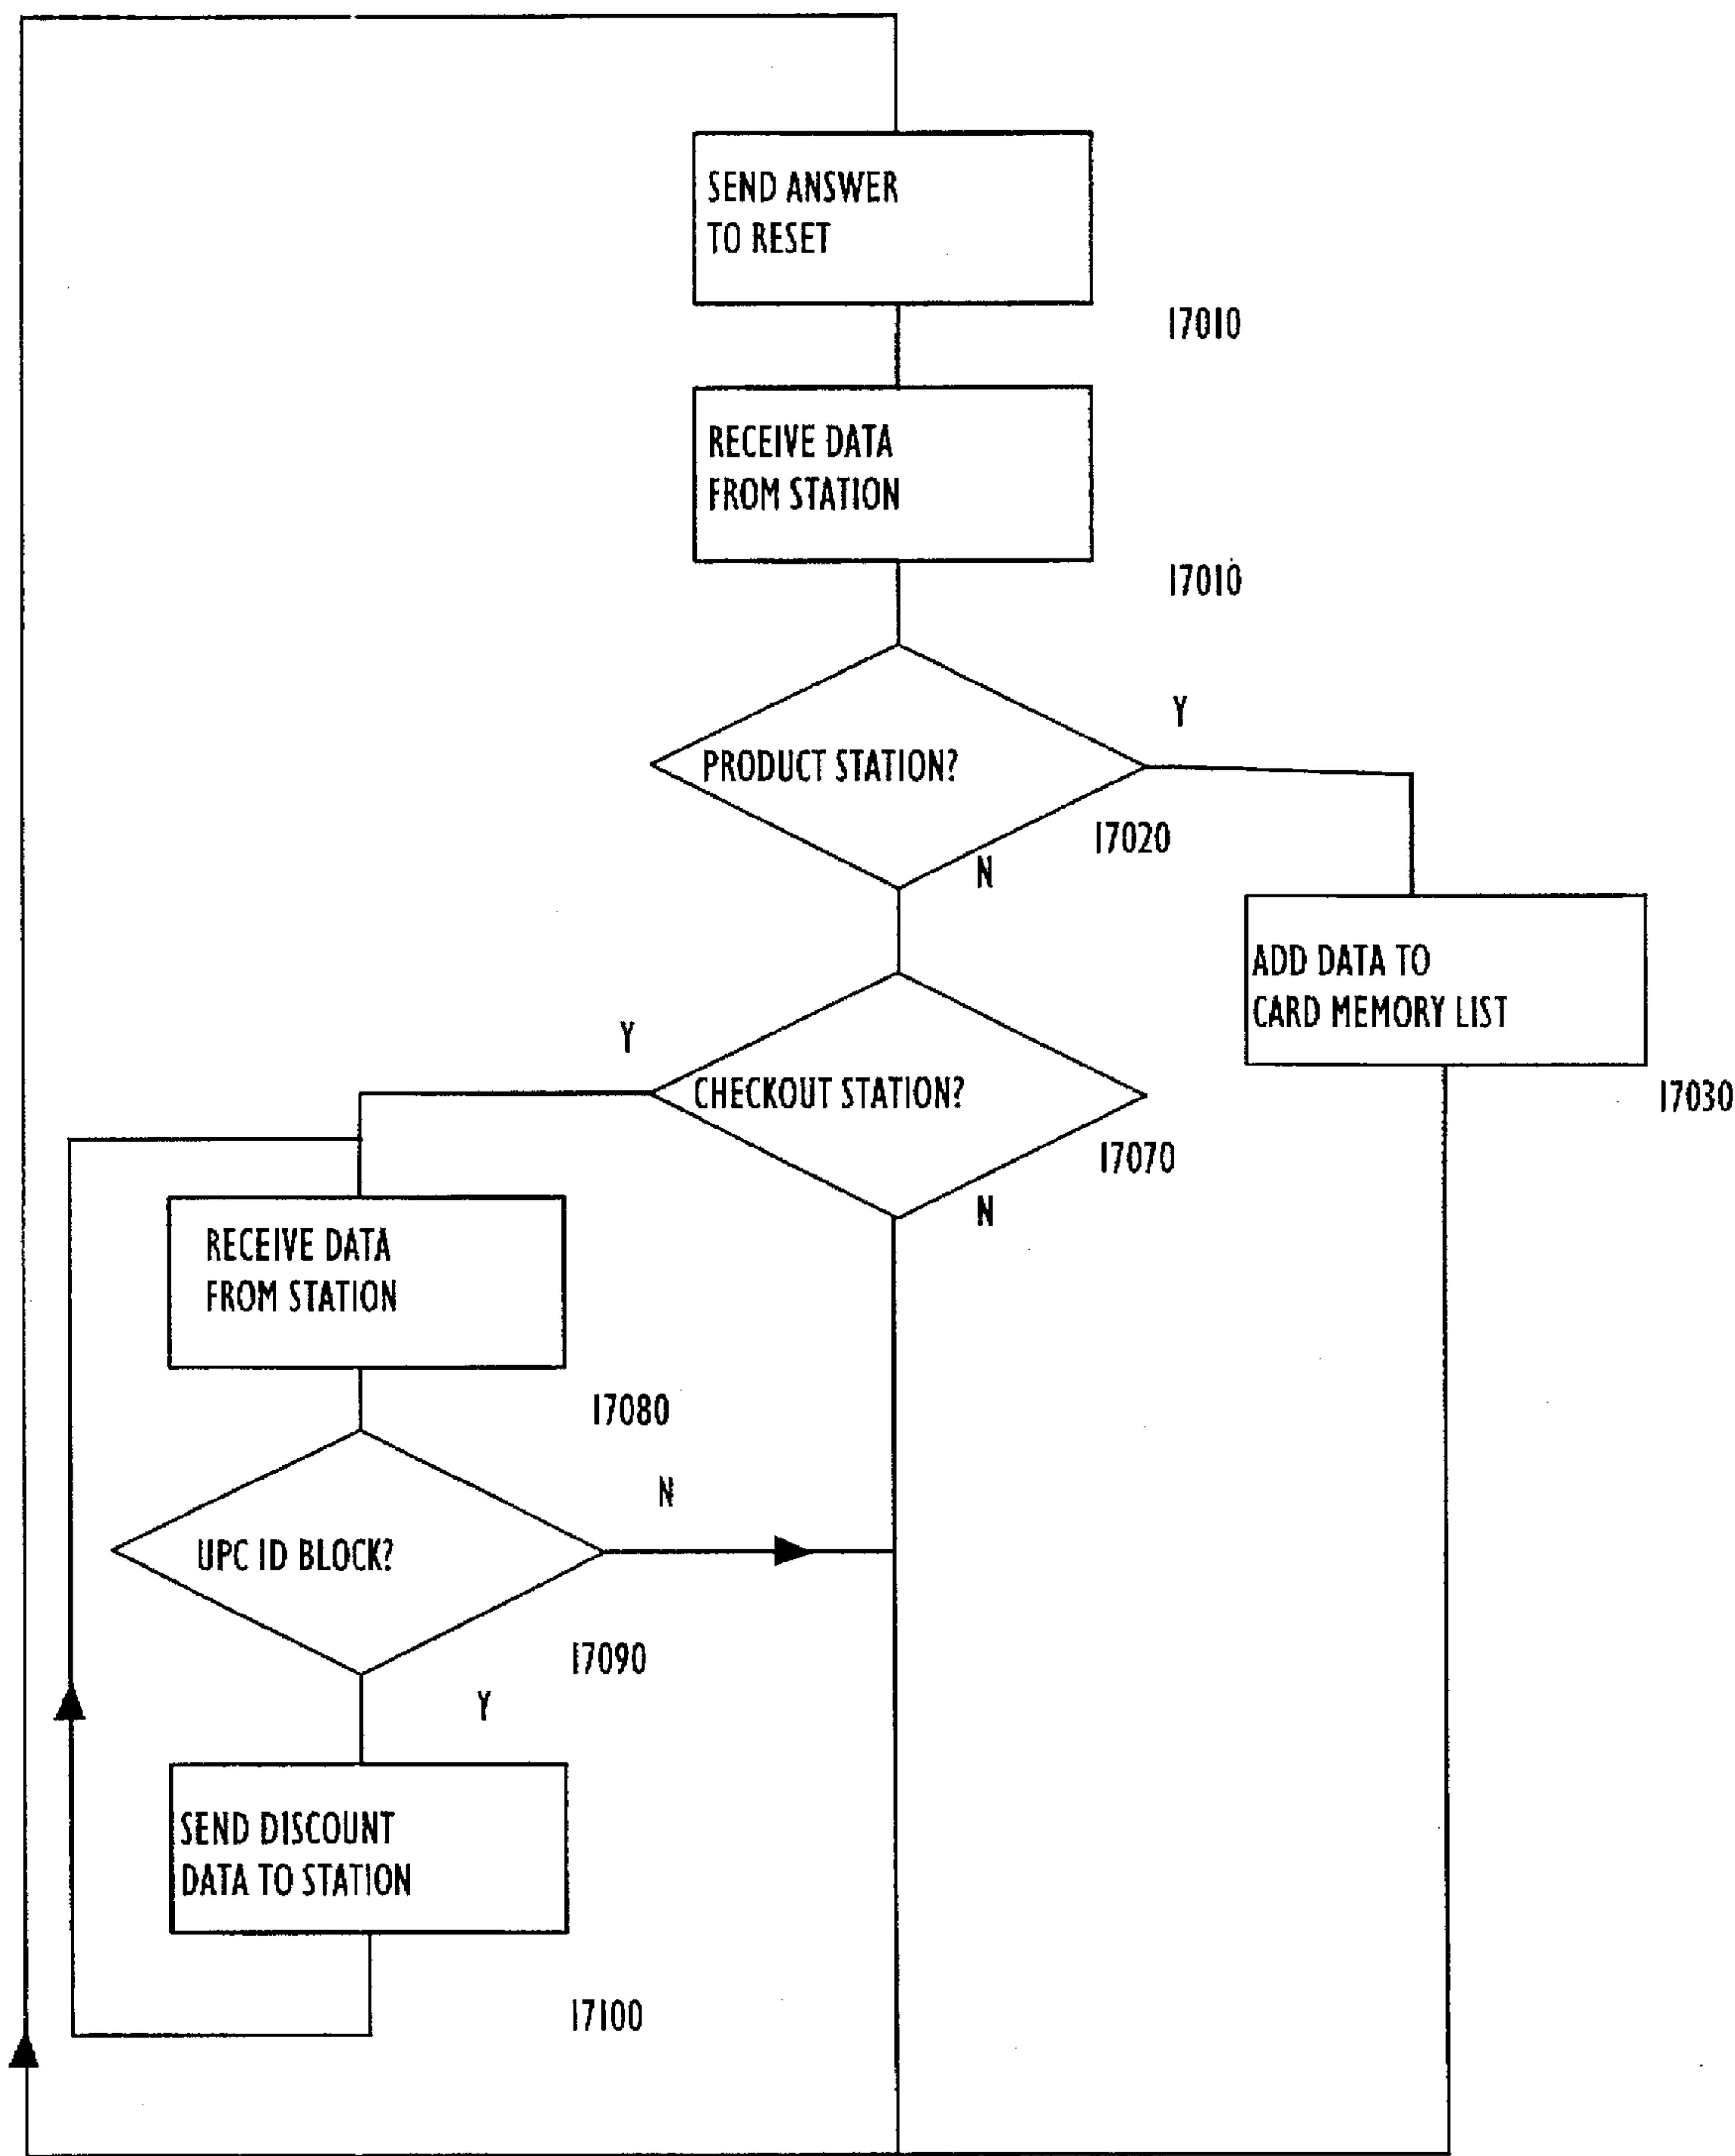 SEND ANSWER
TO RESET
17010
RECEIVE DATA
FROM STATION
17010
Y
PRODUCT STATION?
17020
N
ADD DATA TO
CARD MEMORY LIST
17030
Y
CHECKOUT STATION?
17070
N
RECEIVE DATA
FROM STATION
17080
N
UPC ID BLOCK?
17090
Y
SEND DISCOUNT
DATA TO STATION
17100